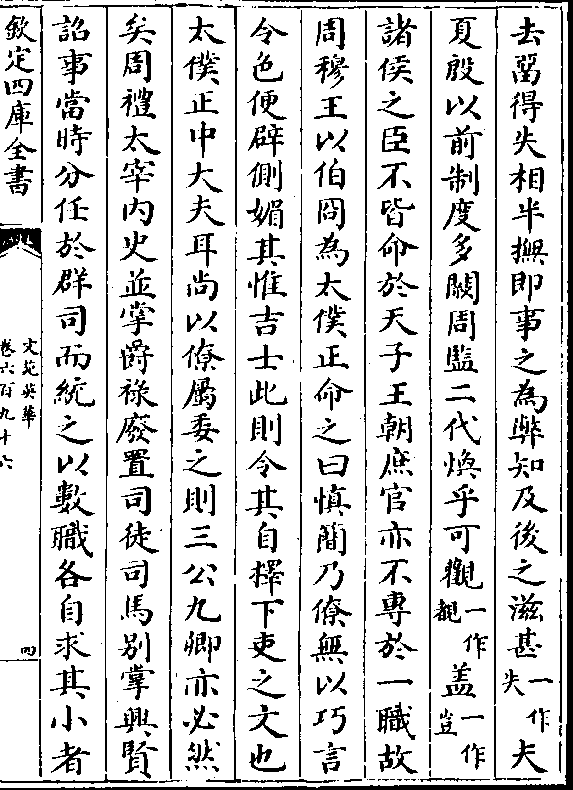 去留得失相半撫即事之為弊知及後之滋甚一作失夫
夏殷以前制度多闕周監二代煥乎可觀一作覩盖一作豈
諸侯之臣不皆命於天子王朝庶官亦不專於一職故
周穆王以伯冏為太僕正命之曰慎簡乃僚無以巧言
令色便辟側媚其惟吉士此則令其自擇下吏之文也
太僕正中大夫耳尚以僚屬委之則三公九卿亦必然
矣周禮太宰內史並掌爵祿廢置司徒司馬别掌興賢
詔事當時分任於群司而統之以數職各自求其小者
欽定四庫全書
文苑英華
卷六百九十六
四